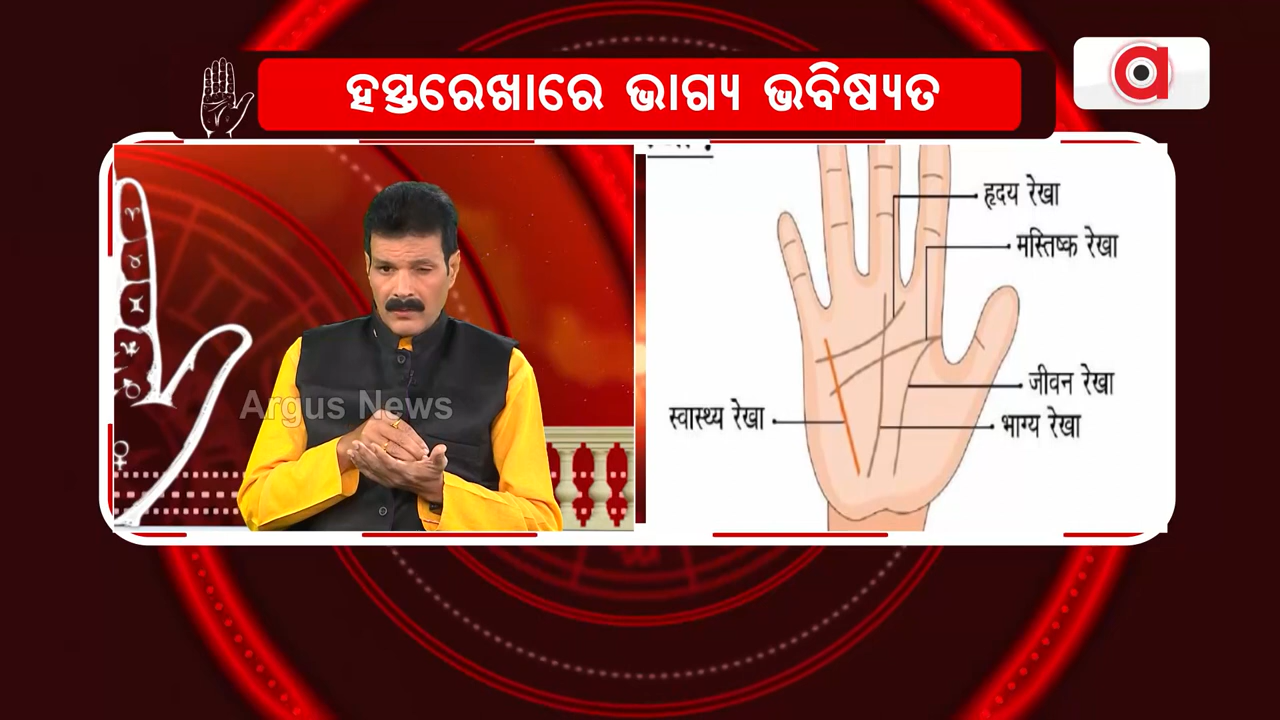 ହସ୍ତରେଖାରେ ଭାଗ୍ୟ ଭବିଷ୍ୟତ
a
Argus News
हृदय रेखा
मस्तिष्क रेखा
जीवन रेखा
स्वास्थ्य रेखा
भाग्य रेखा